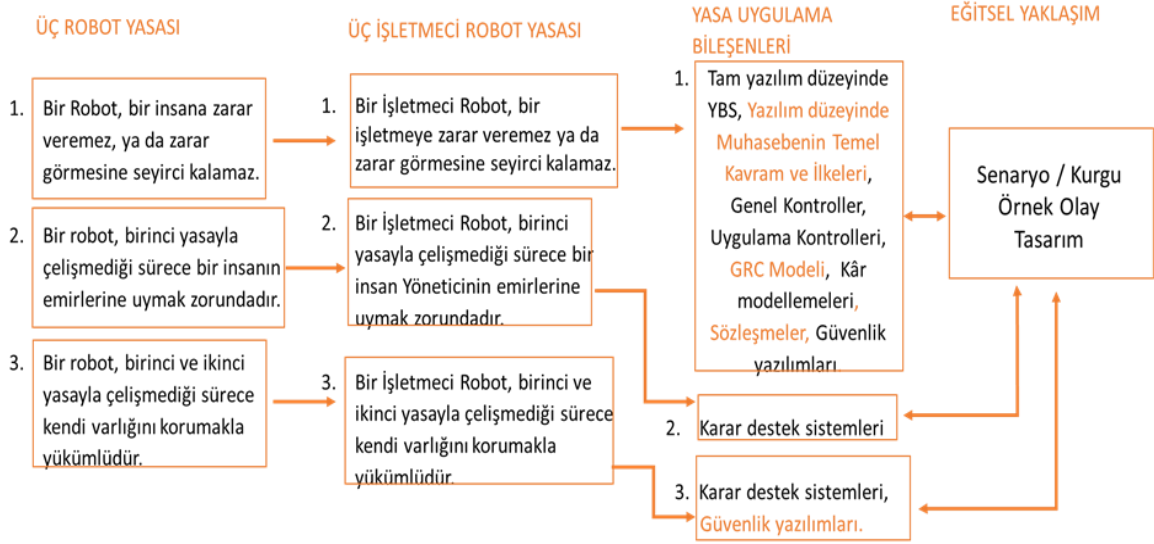 ÜÇ ROBOT YASASI
1. Bir Robot, bir insana zarar
veremez, ya da zarar
görmesine seyirci kalamaz.
2. Bir robot, birinci yasayla
çelişmediği sürece bir insanın
emirlerine uymak zorundadır.
3. Bir robot, birinci ve ikinci
yasayla çelişmediği sürece
kendi varlığını korumakla
yükümlüdür.
ÜÇ İŞLETMECİ ROBOT YASASI
1. Bir İşletmeci Robot, bir
işletmeye zarar veremez ya da
zarar görmesine seyirci kalamaz.
2. Bir İşletmeci Robot, birinci
yasayla çelişmediği sürece bir
insan Yöneticinin emirlerine
uymak zorundadır.
3. Bir İşletmeci Robot, birinci ve
ikinci yasayla çelişmediği sürece
kendi varlığını korumakla
yükümlüdür.
YASA UYGULAMA
BİLEŞENLERİ
1. Tam yazılım düzeyinde
YBS, Yazılım düzeyinde
Muhasebenin Temel
Kavram ve İlkeleri,
Genel Kontroller,
Uygulama Kontrolleri,
GRC Modeli, Kâr
modellemeleri,
Sözleşmeler, Güvenlik
yazılımları.
2. Karar destek sistemleri
3. Karar destek sistemleri,
Güvenlik yazılımları.
EĞİTSEL YAKLAŞIM
Senaryo / Kurgu
Örnek Olay
Tasarım